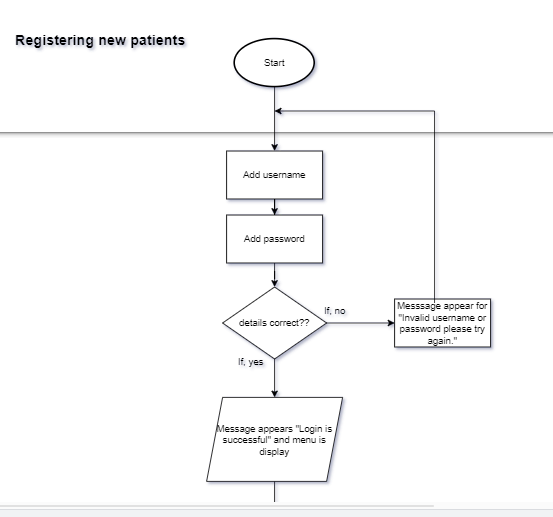 Registering new patients
Start
Add username
Add password
details correct??
If, no
Messsage appear for
"Invalid username or
password please try
again."
If, yes
Message appears "Login is
successful" and menu is
display